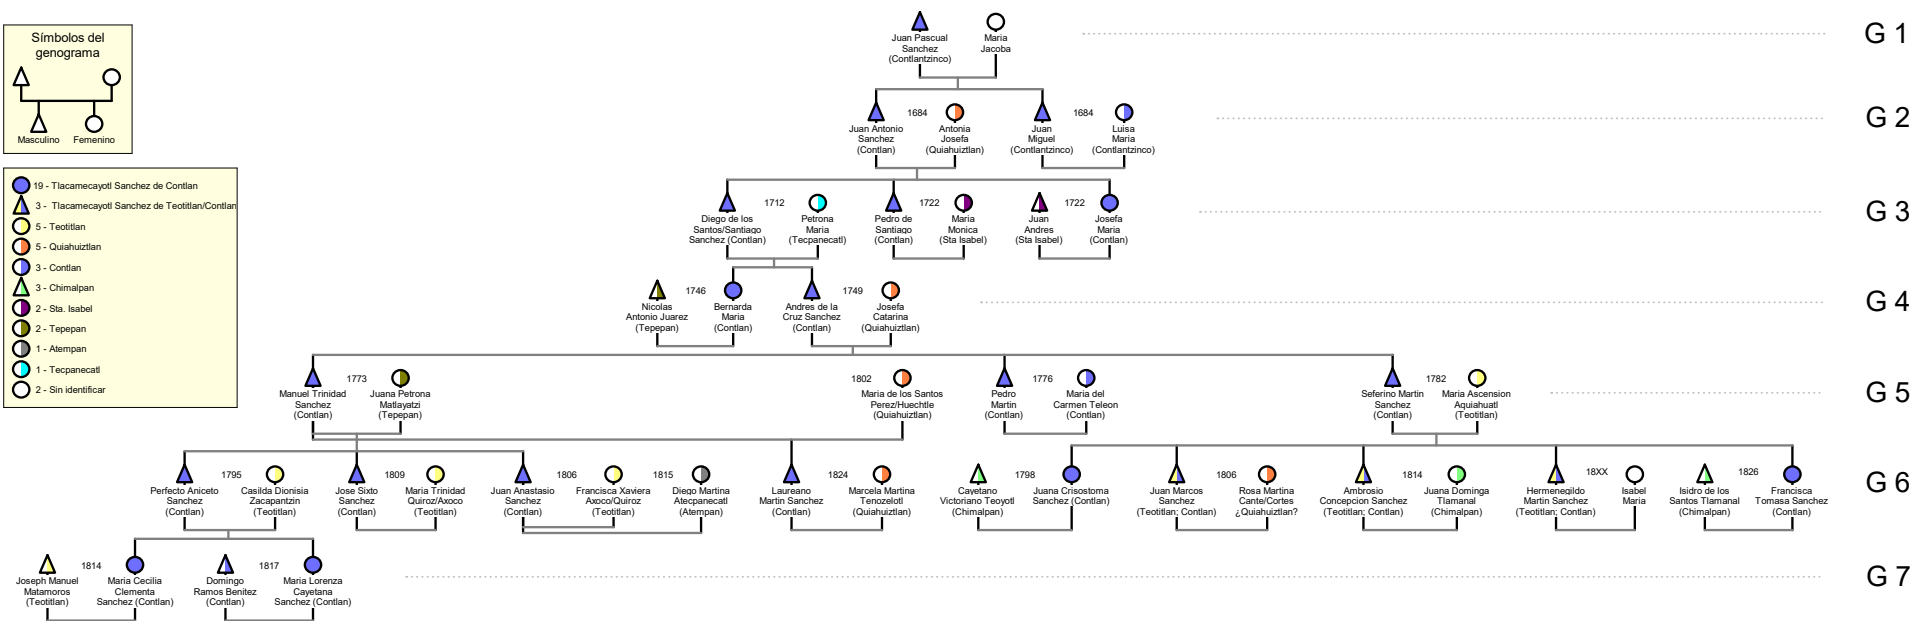 Símbolos del
genograma
Masculino
Femenino
19 - Tlacamecayotl Sanchez de Contlan
3 - Tlacamecayotl Sanchez de Teotitlan/Contlan
5 - Teotitlan
5 - Quiahuiztlan
3 - Contlan
3 - Chimalpan
2 - Sta. Isabel
2 - Tepepan
1 - Atempan
1 - Tecpanecatl
2 - Sin identificar
Juan Pascual
Sanchez
(Contlantzinco)
Maria
Jacoba
G 1
Juan Antonio
Sanchez
(Contlan)
1684
Antonia
Josefa
(Quiahuiztlan)
Juan
Miguel
(Contlantzinco)
1684
Luisa
Maria
(Contlantzinco)
G 2
Diego de los
Santos/Santiago
Sanchez (Contlan)
1712
Petrona
Maria
(Tecpanecatl)
Pedro de
Santiago
(Contlan)
1722
Maria
Monica
(Sta Isabel)
Juan
Andres
(Sta Isabel)
1722
Josefa
Maria
(Contlan)
G 3
Nicolas
Antonio Juarez
(Tepepan)
1746
Bernarda
Maria
(Contlan)
Andres de la
Cruz Sanchez
(Contlan)
1749
Josefa
Catarina
(Quiahuiztlan)
G 4
Manuel Trinidad
Sanchez
(Contlan)
1773
Juana Petrona
Matlayatzi
(Tepepan)
1802
Maria de los Santos
Perez/Huechtle
(Quiahuiztlan)
Pedro
Martin
(Contlan)
1776
Maria del
Carmen Teleon
(Contlan)
Seferino Martin
Sanchez
(Contlan)
1782
Maria Ascension
Aquiahuatl
(Teotitlan)
G 5
Perfecto Aniceto
Sanchez
(Contlan)
1795
Casilda Dionisia
Zacapantzin
(Teotitlan)
Jose Sixto
Sanchez
(Contlan)
1809
Maria Trinidad
Quiroz/Axoco
(Teotitlan)
Juan Anastasio
Sanchez
(Contlan)
1806
Francisca Xaviera
Axoco/Quiroz
(Teotitlan)
1815
Diego Martina
Atecpanecatl
(Atempan)
Laureano
Martin Sanchez
(Contlan)
1824
Marcela Martina
Tenozelotl
(Quiahuiztlan)
Cayetano
Victoriano Teoyotl
(Chimalpan)
1798
Juana Crisostoma
Sanchez (Contlan)
Juan Marcos
Sanchez
(Teotitlan; Contlan)
1806
Rosa Martina
Cante/Cortes
¿Quiahuiztlan?
Ambrosio
Concepcion Sanchez
(Teotitlan; Contlan)
1814
Juana Dominga
Tlamanal
(Chimalpan)
Hermenegildo
Martin Sanchez
(Teotitlan; Contlan)
18XX
Isabel
Maria
Isidro de los
Santos Tlamanal
(Chimalpan)
1826
Francisca
Tomasa Sanchez
(Contlan)
G 6
Joseph Manuel
Matamoros
(Teotitlan)
1814
Maria Cecilia
Clementa
Sanchez (Contlan)
Domingo
Ramos Benitez
(Contlan)
1817
Maria Lorenza
Cayetana
Sanchez (Contlan)
G 7